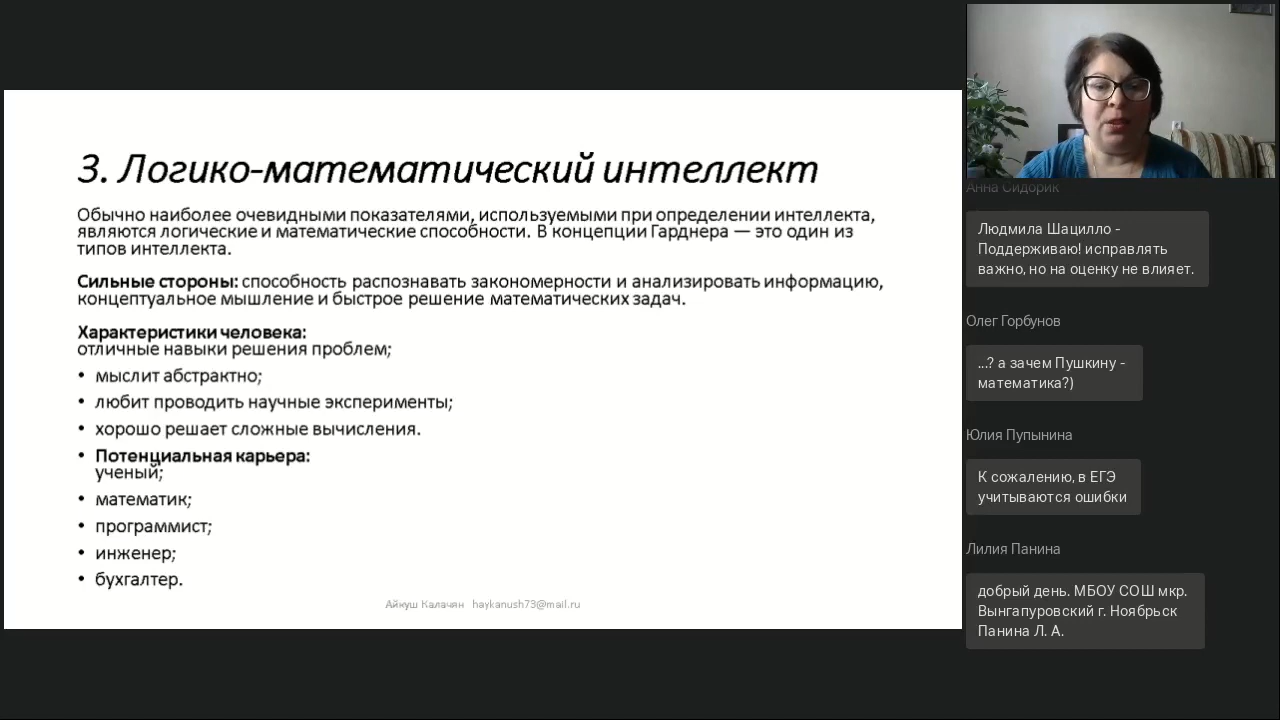 3. Логико-математический интеллект
Обычно наиболее очевидными показателями, используемыми при определении интеллекта,
являются логические и математические способности. В концепции Гарднера — это один из
типов интеллекта.
Сильные стороны: способность распознавать закономерности и анализировать информацию,
концептуальное мышление и быстрое решение математических задач.
Характеристики человека:
отличные навыки решения проблем;
• мыслит абстрактно;
• любит проводить научные эксперименты;
• хорошо решает сложные вычисления.
• Потенциальная карьера:
ученый;
• математик;
• программист;
• инженер;
• бухгалтер.
Айкуш Калачян haykanush73@mail.ru
Анна Сидорик
Людмила Шацилло -
Поддерживаю! исправлять
важно, но на оценку не влияет.
Олег Горбунов
...? а зачем Пушкину -
математика?)
Юлия Пупынина
К сожалению, в ЕГЭ
учитываются ошибки
Лилия Панина
добрый день. МБОУ СОШ мкр.
Вынгапуровский г. Ноябрьск
Панина Л. А.